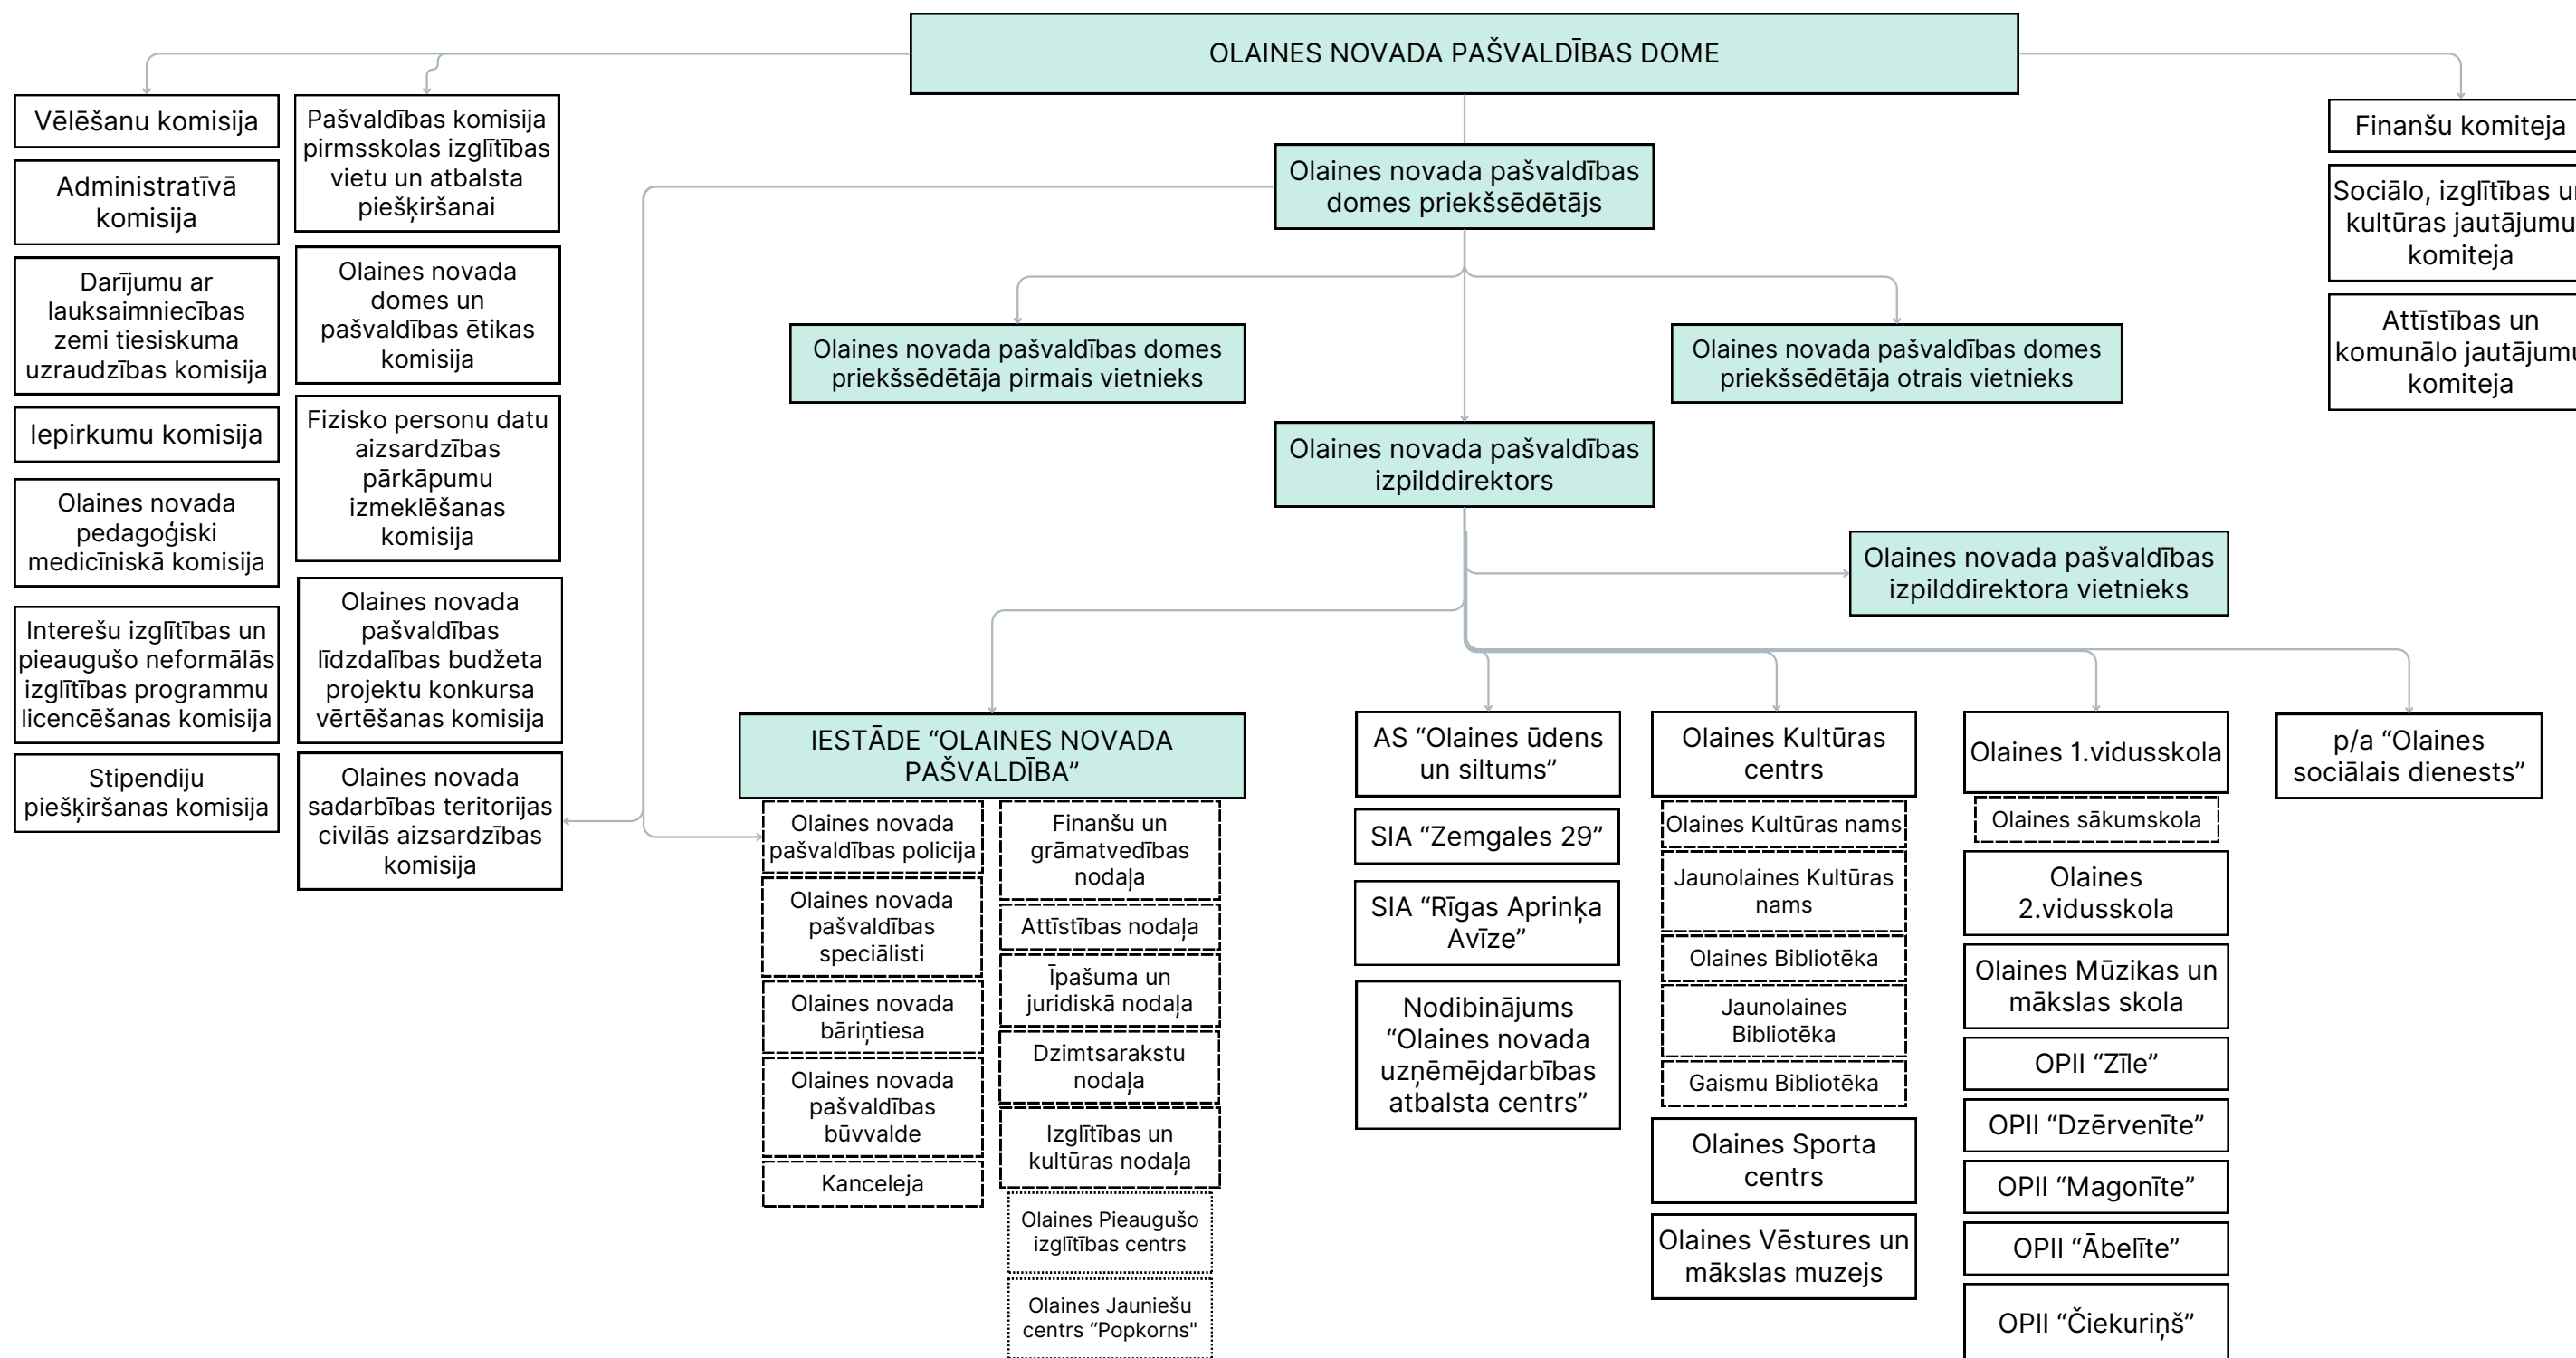 OLAINES NOVADA PAŠVALDĪBAS DOME
Vēlēšanu komisija
Administratīvā
komisija
Darījumu ar
lauksaimniecības
zemi tiesiskuma
uzraudzības komisija
Iepirkumu komisija
Olaines novada
pedagoģiski
medicīniskā komisija
Interešu izglītības un
pieaugušo neformālās
izglītības programmu
licencēšanas komisija
Stipendiju
piešķiršanas komisija
Pašvaldības komisija
pirmsskolas izglītības
vietu un atbalsta
piešķiršanai
Olaines novada
domes un
pašvaldības ētikas
komisija
Fizisko personu datu
aizsardzības
pārkāpumu
izmeklēšanas
komisija
Olaines novada
pašvaldības
līdzdalības budžeta
projektu konkursa
vērtēšanas komisija
Olaines novada
sadarbības teritorijas
civilās aizsardzības
komisija
Olaines novada pašvaldības
domes priekšsēdētājs
Olaines novada pašvaldības domes
priekšsēdētāja pirmais vietnieks
Olaines novada pašvaldības domes
priekšsēdētāja otrais vietnieks
Olaines novada pašvaldības
izpilddirektors
Olaines novada pašvaldības
izpilddirektora vietnieks
Finanšu komiteja
Sociālo, izglītības un
kultūras jautājumu
komiteja
Attīstības un
komunālo jautājumu
komiteja
IESTĀDE “OLAINES NOVADA
PAŠVALDĪBA”
Olaines novada
pašvaldības policija
Olaines novada
pašvaldības
speciālisti
Olaines novada
bāriņtiesa
Olaines novada
pašvaldības
būvvalde
Kanceleja
Finanšu un
grāmatvedības
nodaļa
Attīstības nodaļa
Īpašuma un
juridiskā nodaļa
Dzimtsarakstu
nodaļa
Izglītības un
kultūras nodaļa
Olaines Pieaugušo
izglītības centrs
Olaines Jauniešu
centrs “Popkorns"
AS “Olaines ūdens
un siltums”
SIA “Zemgales 29”
SIA “Rīgas Apriņķa
Avīze”
Nodibinājums
“Olaines novada
uzņēmējdarbības
atbalsta centrs”
Olaines Kultūras
centrs
Olaines Kultūras nams
Jaunolaines Kultūras
nams
Olaines Bibliotēka
Jaunolaines
Bibliotēka
Gaismu Bibliotēka
Olaines Sporta
centrs
Olaines Vēstures un
mākslas muzejs
Olaines 1.vidusskola
Olaines sākumskola
Olaines
2.vidusskola
Olaines Mūzikas un
mākslas skola
OPII “Zīle”
OPII “Dzērvenīte”
OPII “Magonīte”
OPII “Ābelīte”
OPII “Čiekuriņš”
p/a “Olaines
sociālais dienests”